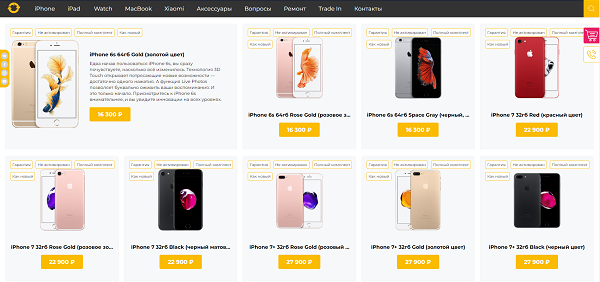 iPhone iPad Watch MacBook Xiaomi Аксессуары Вопросы Ремонт Trade In Контакты
Гарантия Не активирован Полный комплект
Как новый
iPhone 6s 64гб (золотой цвет)
Едва начав пользоваться iPhone 6s, вы сразу
почувствуете, насколько всё изменилось. Технология 3D
Touch открывает потрясающие новые возможности —
достаточно одного нажатия. А функция Live Photos
позволяет буквально оживить ваши воспоминания. И
это только начало. Присмотритесь к iPhone 6s
внимательнее, и вы увидите инновации на всех уровнях
16 300 ₽
Гарантия Не активирован Полный комплект
Как новый
iPhone 6s 64гб Rose Gold (розовое з...
16 300 ₽
Гарантия Не активирован Полный комплект
Как новый
iPhone 6s 64гб Space Gray (черный, ...
16 300 ₽
Гарантия Не активирован Полный комплект
Как новый
iPhone 7 32гб Red (красный цвет)
22 900 ₽
Гарантия Не активирован Полный комплект
Как новый
iPhone 7 32гб Rose Gold (розовое зо...
22 900 ₽
Гарантия Не активирован Полный комплект
Как новый
iPhone 7 32гб Black (черный матов...
22 900 ₽
Гарантия Не активирован Полный комплект
Как новый
iPhone 7+ 32гб Rose Gold (розовый ...
27 900 ₽
Гарантия Не активирован Полный комплект
Как новый
iPhone 7+ 32гб Gold (золотой цвет)
27 900 ₽
Гарантия Не активирован Полный комплект
Как новый
iPhone 7+ 32гб Black (черный цвет)
27 900 ₽